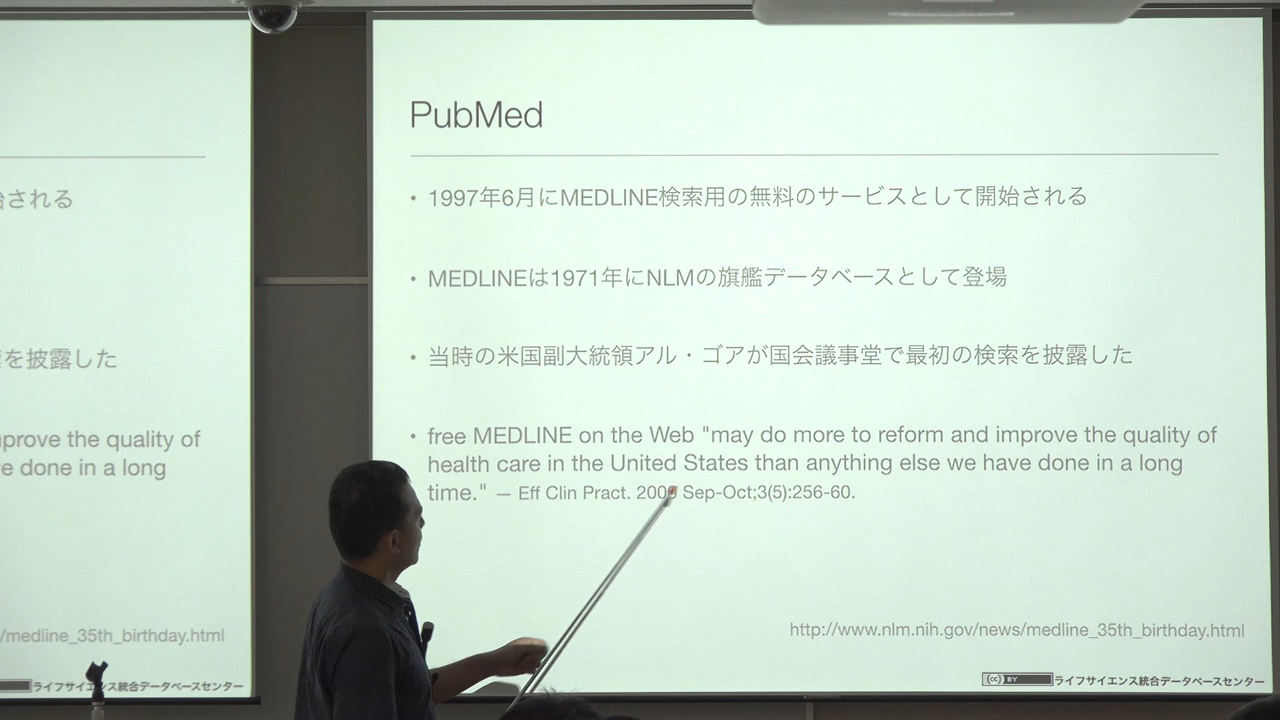 始される
を披露した
prove the quality of
e done in a long
/medline_35th_birthday.html
ライフサイエンス統合データベースセンター
PubMed
• 1997年6月にMEDLINE検索用の無料のサービスとして開始される
• MEDLINEは1971年にNLMの旗艦データベースとして登場
• 当時の米国副大統領アル・ゴアが国会議事堂で最初の検索を披露した
• free MEDLINE on the Web "may do more to reform and improve the quality of
health care in the United States than anything else we have done in a long
time." — Eff Clin Pract. 2000 Sep-Oct;3(5):256-60.
http://www.nlm.nih.gov/news/medline_35th_birthday.html
cc BY ライフサイエンス統合データベースセンター